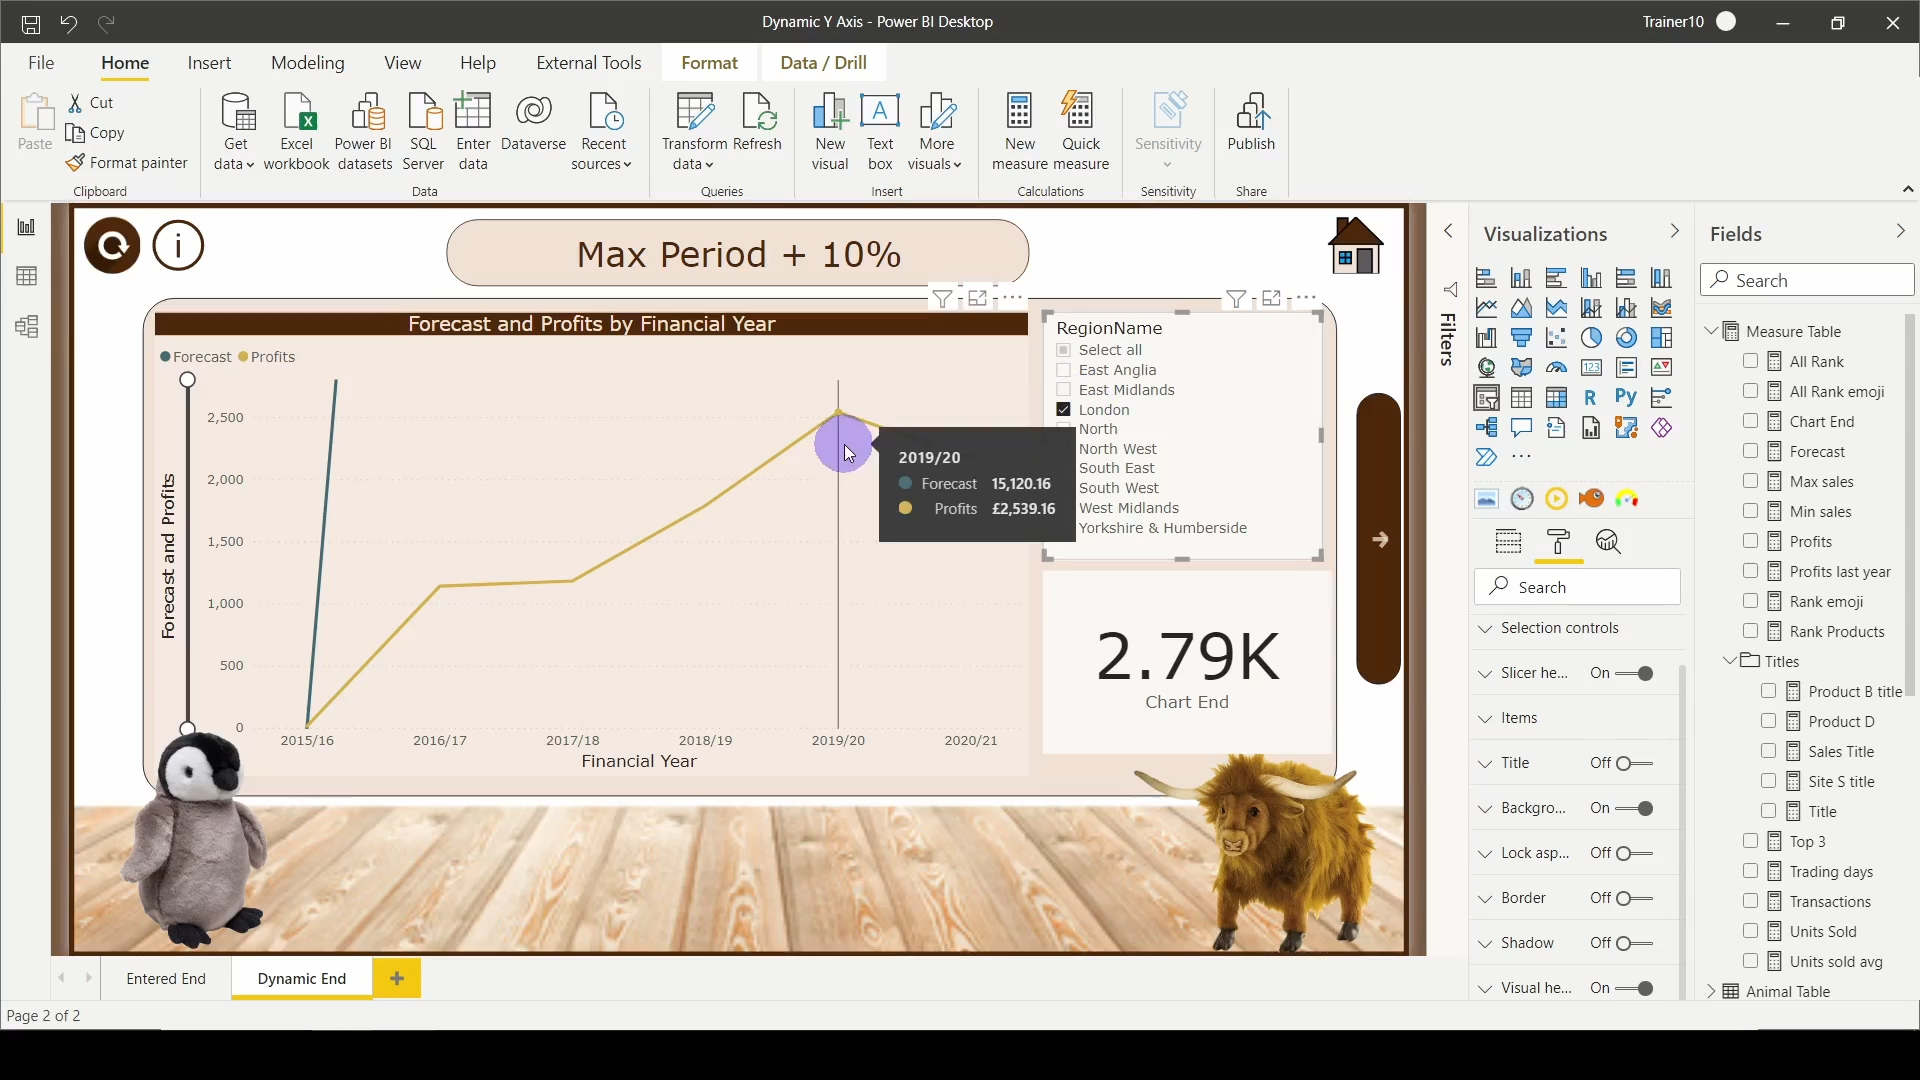 Dynamic Y Axis - Power BI Desktop
Trainer10
File Home Insert Modeling View Help External Tools Format Data / Drill
Paste
Cut
Copy
Format painter
Clipboard
Get data
Excel workbook
Power BI datasets
SQL Server
Enter data
Dataverse
Recent sources
Data
Transform data
Refresh
Queries
New visual
A
Text box
More visuals
Insert
New measure
Quick measure
Calculations
Sensitivity
Sensitivity
Publish
Share
i
Max Period + 10%
Forecast and Profits by Financial Year
Forecast Profits
Forecast and Profits
2,500
2,000
1,500
1,000
500
0
2015/16 2016/17 2017/18 2018/19 2019/20 2020/21
Financial Year
2019/20
Forecast 15,120.16
Profits £2,539.16
RegionName
Select all
East Anglia
East Midlands
London
North
North West
South East
South West
West Midlands
Yorkshire & Humberside
2.79K
Chart End
Filters
Visualizations
123
R
Py
Search
Selection controls
Slicer he... On
Items
Title Off
Backgro... On
Lock asp... Off
Border Off
Shadow Off
Visual he... On
Fields
Search
Measure Table
All Rank
All Rank emoji
Chart End
Forecast
Max sales
Min sales
Profits
Profits last year
Rank emoji
Rank Products
Titles
Product B title
Product D
Sales Title
Site S title
Title
Top 3
Trading days
Transactions
Units Sold
Units sold avg
Animal Table
Entered End
Dynamic End
+
Page 2 of 2